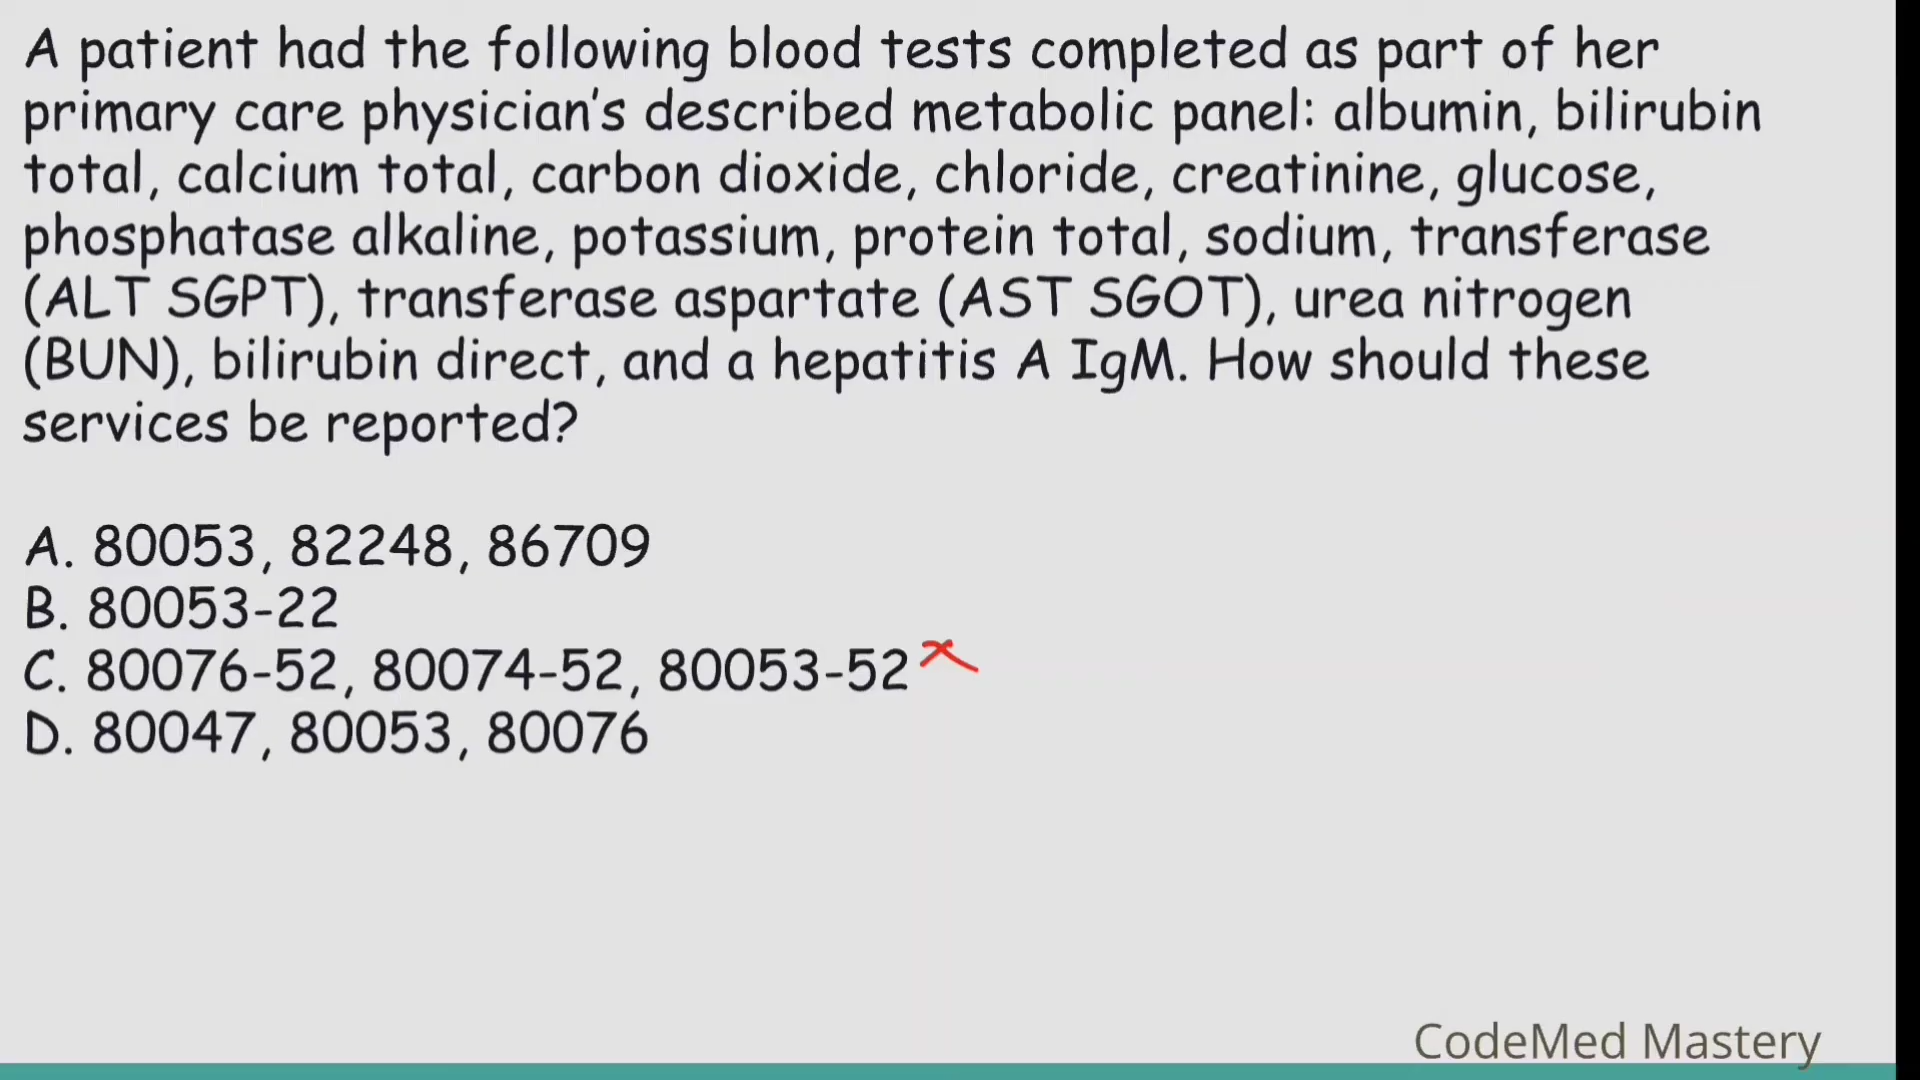 A patient had the following blood tests completed as part of her
primary care physician's described metabolic panel: albumin, bilirubin
total, calcium total, carbon dioxide, chloride, creatinine, glucose,
phosphatase alkaline, potassium, protein total, sodium, transferase
(ALT SGPT), transferase aspartate (AST SGOT), urea nitrogen
(BUN), bilirubin direct, and a hepatitis A IgM. How should these
services be reported?
A. 80053, 82248, 86709
B. 80053-22
C. 80076-52, 80074-52, 80053-52
D. 80047, 80053, 80076
CodeMed Mastery